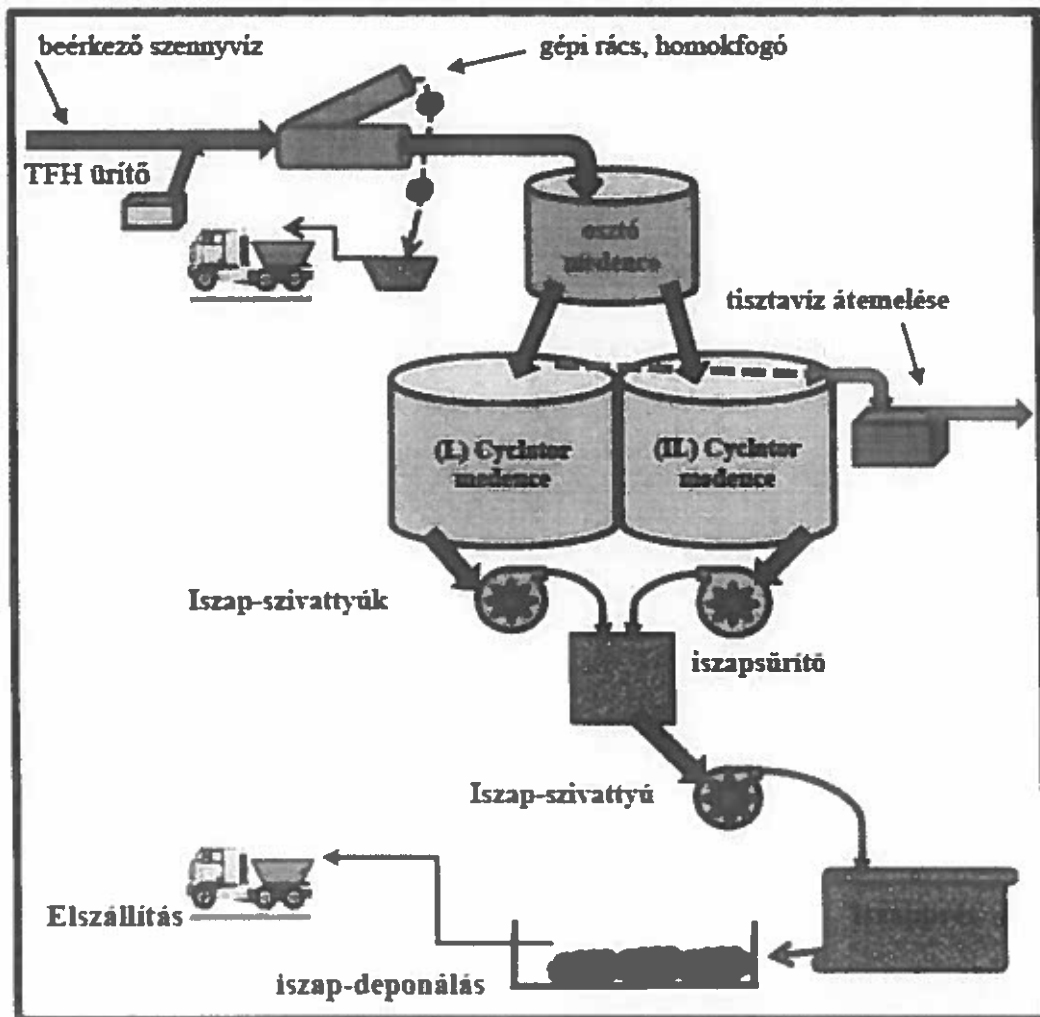 beérkező szennyvíz
gépi rács, homokfogó
TFH ürítő
osztó
medence
tisztavíz átemelése
(I.) Cyclator
medence
(II.) Cyclator
medence
Iszap-szivattyúk
iszapsűrítő
Iszap-szivattyú
Elszállítás
iszap-deponálás